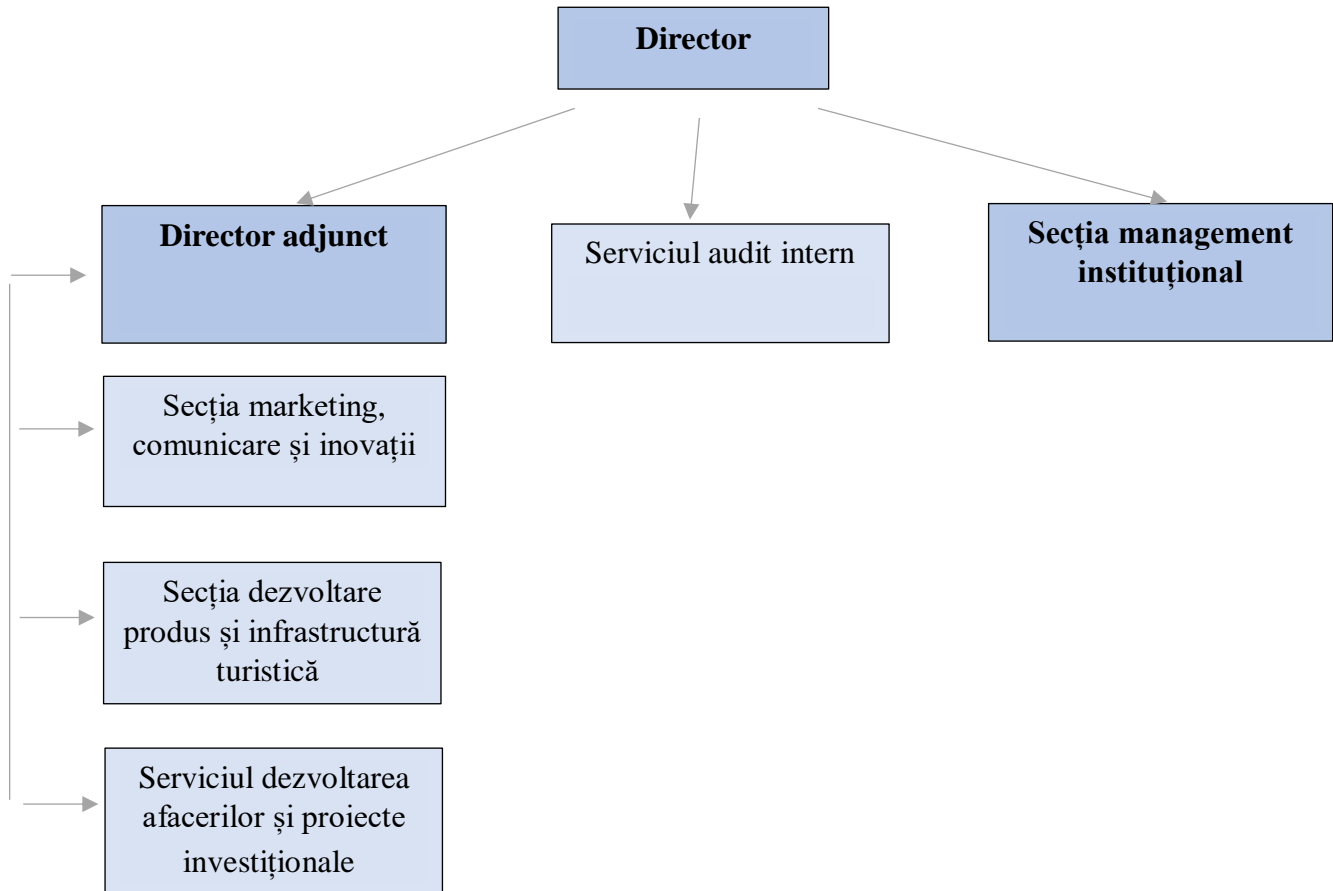 Director
Director adjunct
Serviciul audit intern
Secția management
instituțional
Secția marketing,
comunicare și inovații
Secția dezvoltare
produs și infrastructură
turistică
Serviciul dezvoltarea
afacerilor și proiecte
investiționale